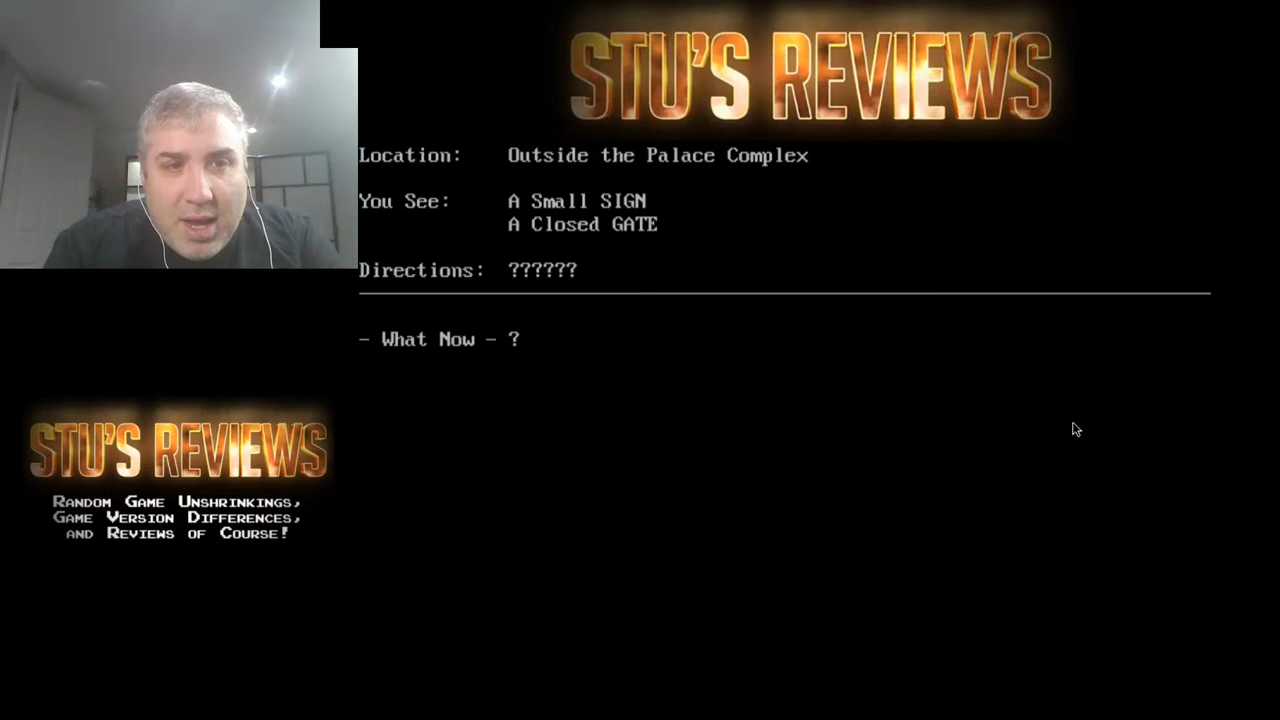 STU'S REVIEWS
Location: Outside the Palace Complex
You See: A Small SIGN
A Closed GATE
Directions: ??????
- What Now - ?
STU'S REVIEWS
RANDOM GAME UNSHRINKINGS,
GAME VERSION DIFFERENCES,
AND REVIEWS OF COURSE!